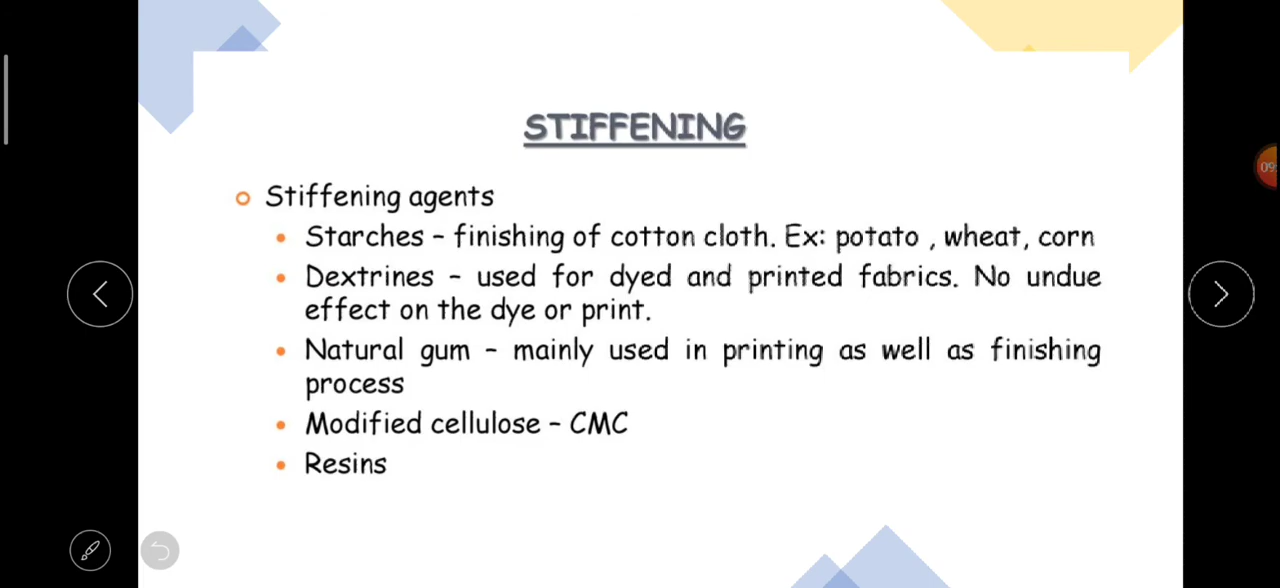 STIFFENING
Stiffening agents
Starches – finishing of cotton cloth. Ex: potato , wheat, corn
Dextrines – used for dyed and printed fabrics. No undue
effect on the dye or print.
Natural gum – mainly used in printing as well as finishing
process
Modified cellulose – CMC
Resins